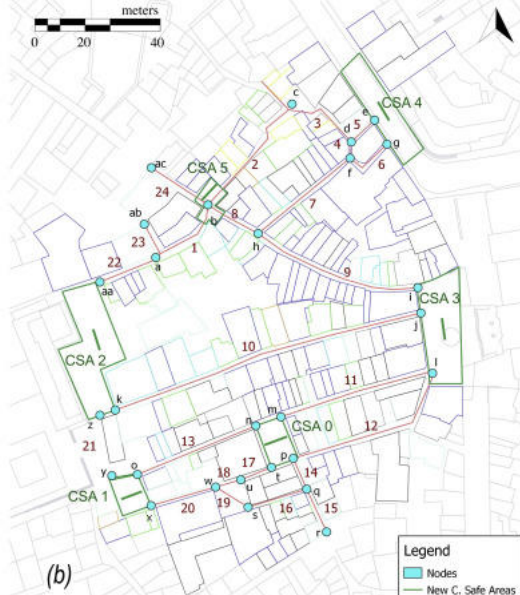 meters
0 20 40
c
3
CSA 4
e
5
d
4
g
f
6
2
ac
CSA 5
24
b
8
7
ab
h
23
1
a
22
9
aa
i
CSA 3
j
CSA 2
10
l
k
11
z
m
n
12
21
13
CSA 0
y
o
p
14
17
t
18
w
u
q
CSA 1
x
20
19
s
16
15
r
(b)
Legend
Nodes
New C. Safe Areas